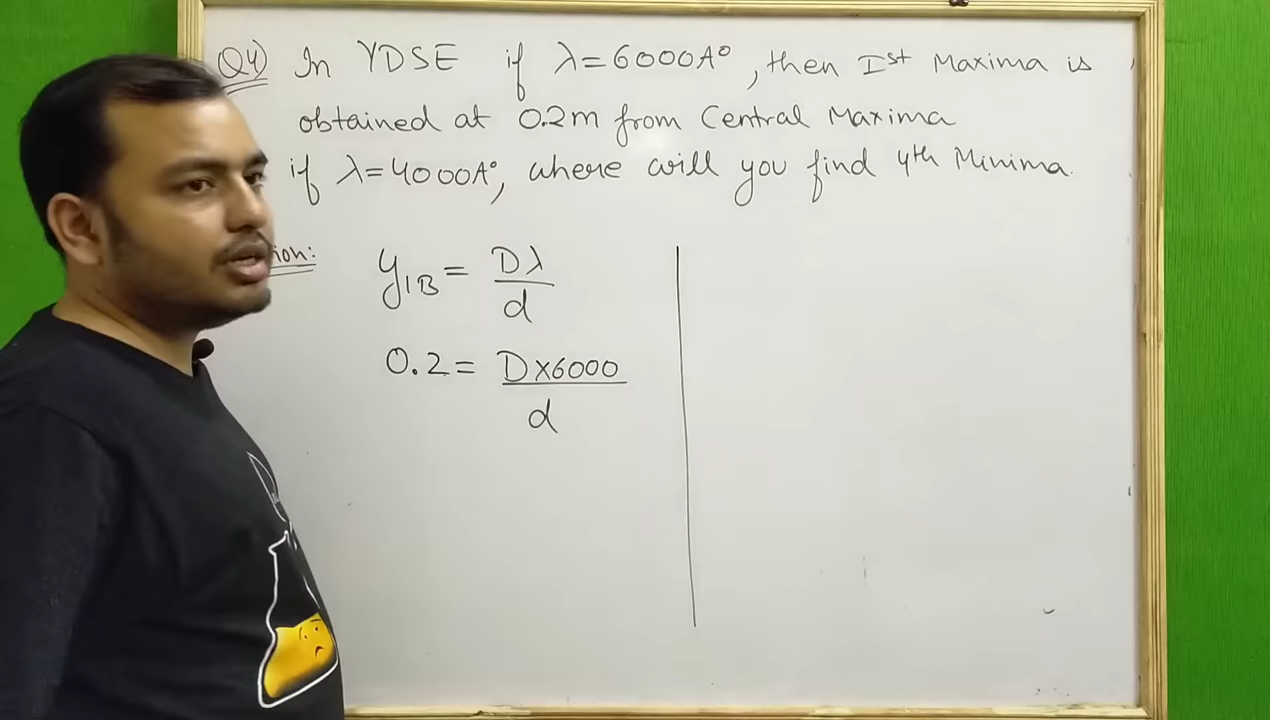 Q4) In YDSE if λ=6000A°, then Ist Maxima is
obtained at 0.2m from Central Maxima
if λ=4000A°, where will you find 4th Minima.
ion:
y1B = Dλ/d
0.2 = D×6000/d